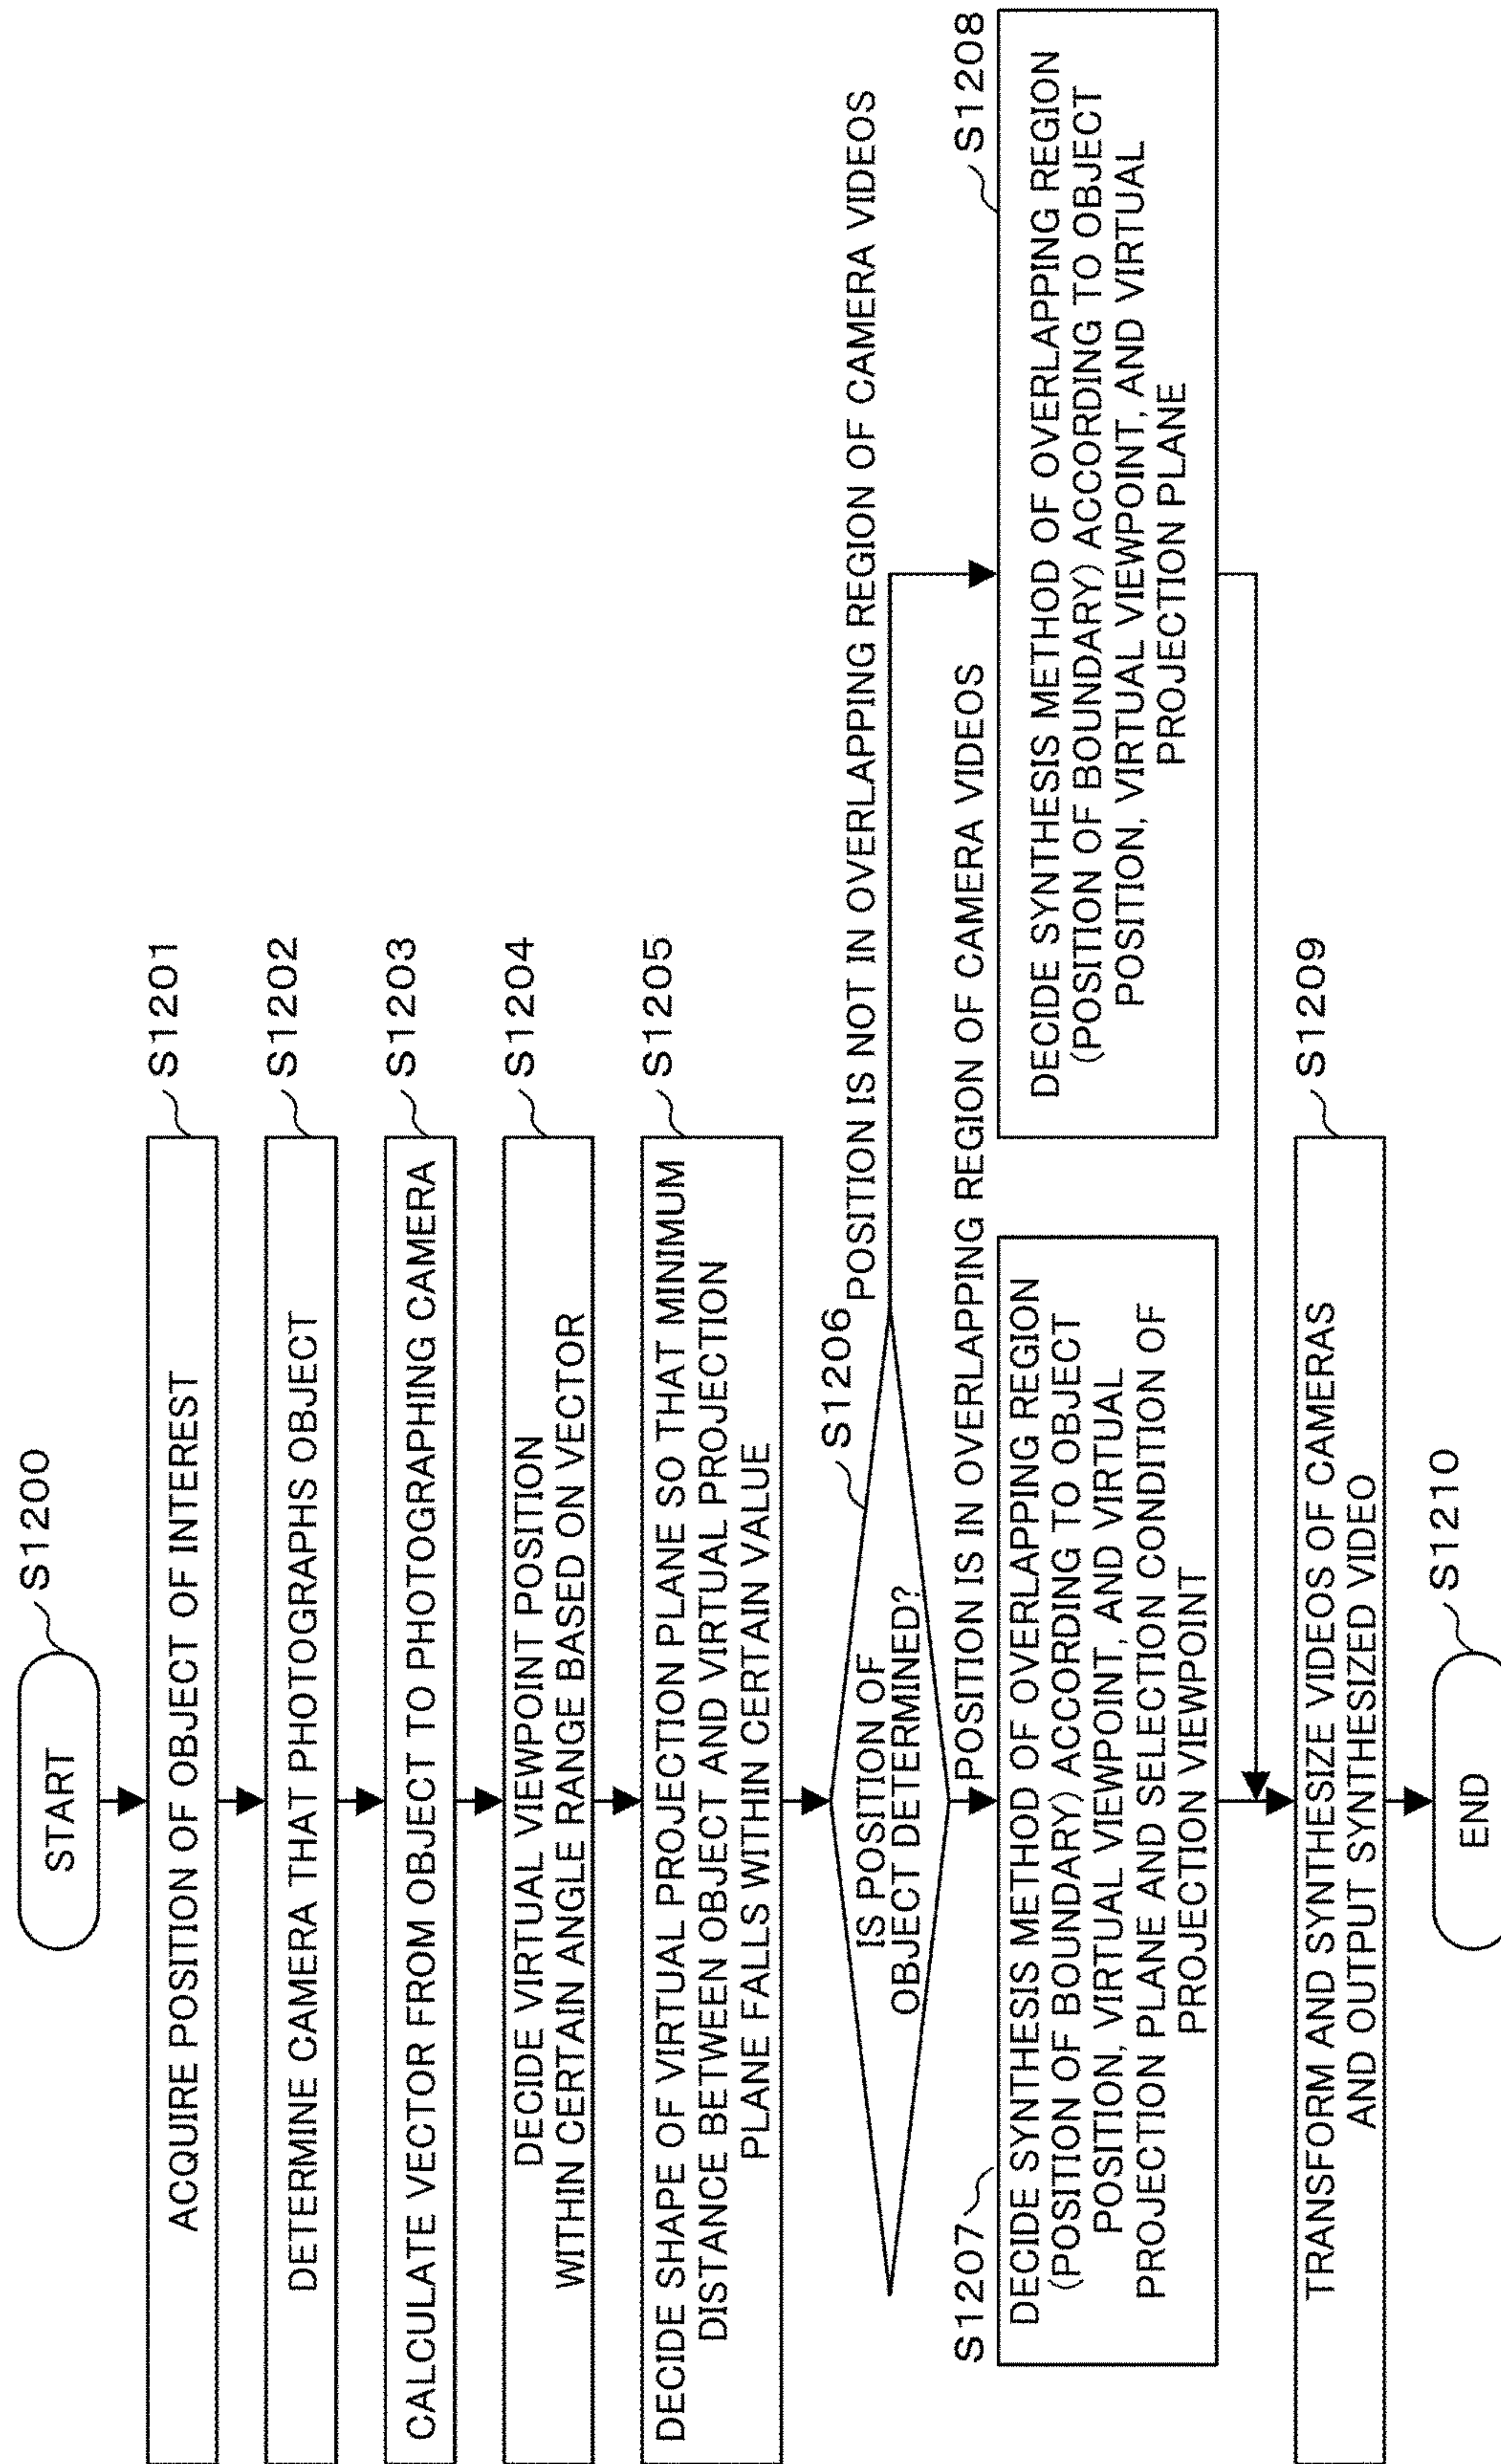 START
S1200
ACQUIRE POSITION OF OBJECT OF INTEREST
S1201
DETERMINE CAMERA THAT PHOTOGRAPHS OBJECT
S1202
CALCULATE VECTOR FROM OBJECT TO PHOTOGRAPHING CAMERA
S1203
DECIDE VIRTUAL VIEWPOINT POSITION
WITHIN CERTAIN ANGLE RANGE BASED ON VECTOR
S1204
DECIDE SHAPE OF VIRTUAL PROJECTION PLANE SO THAT MINIMUM
DISTANCE BETWEEN OBJECT AND VIRTUAL PROJECTION
PLANE FALLS WITHIN CERTAIN VALUE
S1205
IS POSITION OF
OBJECT DETERMINED?
S1206
POSITION IS NOT IN OVERLAPPING REGION OF CAMERA VIDEOS
POSITION IS IN OVERLAPPING REGION OF CAMERA VIDEOS
S1207
DECIDE SYNTHESIS METHOD OF OVERLAPPING REGION
(POSITION OF BOUNDARY) ACCORDING TO OBJECT
POSITION, VIRTUAL VIEWPOINT, AND VIRTUAL
PROJECTION PLANE AND SELECTION CONDITION OF
PROJECTION VIEWPOINT
S1208
DECIDE SYNTHESIS METHOD OF OVERLAPPING REGION
(POSITION OF BOUNDARY) ACCORDING TO OBJECT
POSITION, VIRTUAL VIEWPOINT, AND VIRTUAL
PROJECTION PLANE
TRANSFORM AND SYNTHESIZE VIDEOS OF CAMERAS
AND OUTPUT SYNTHESIZED VIDEO
S1209
END
S1210